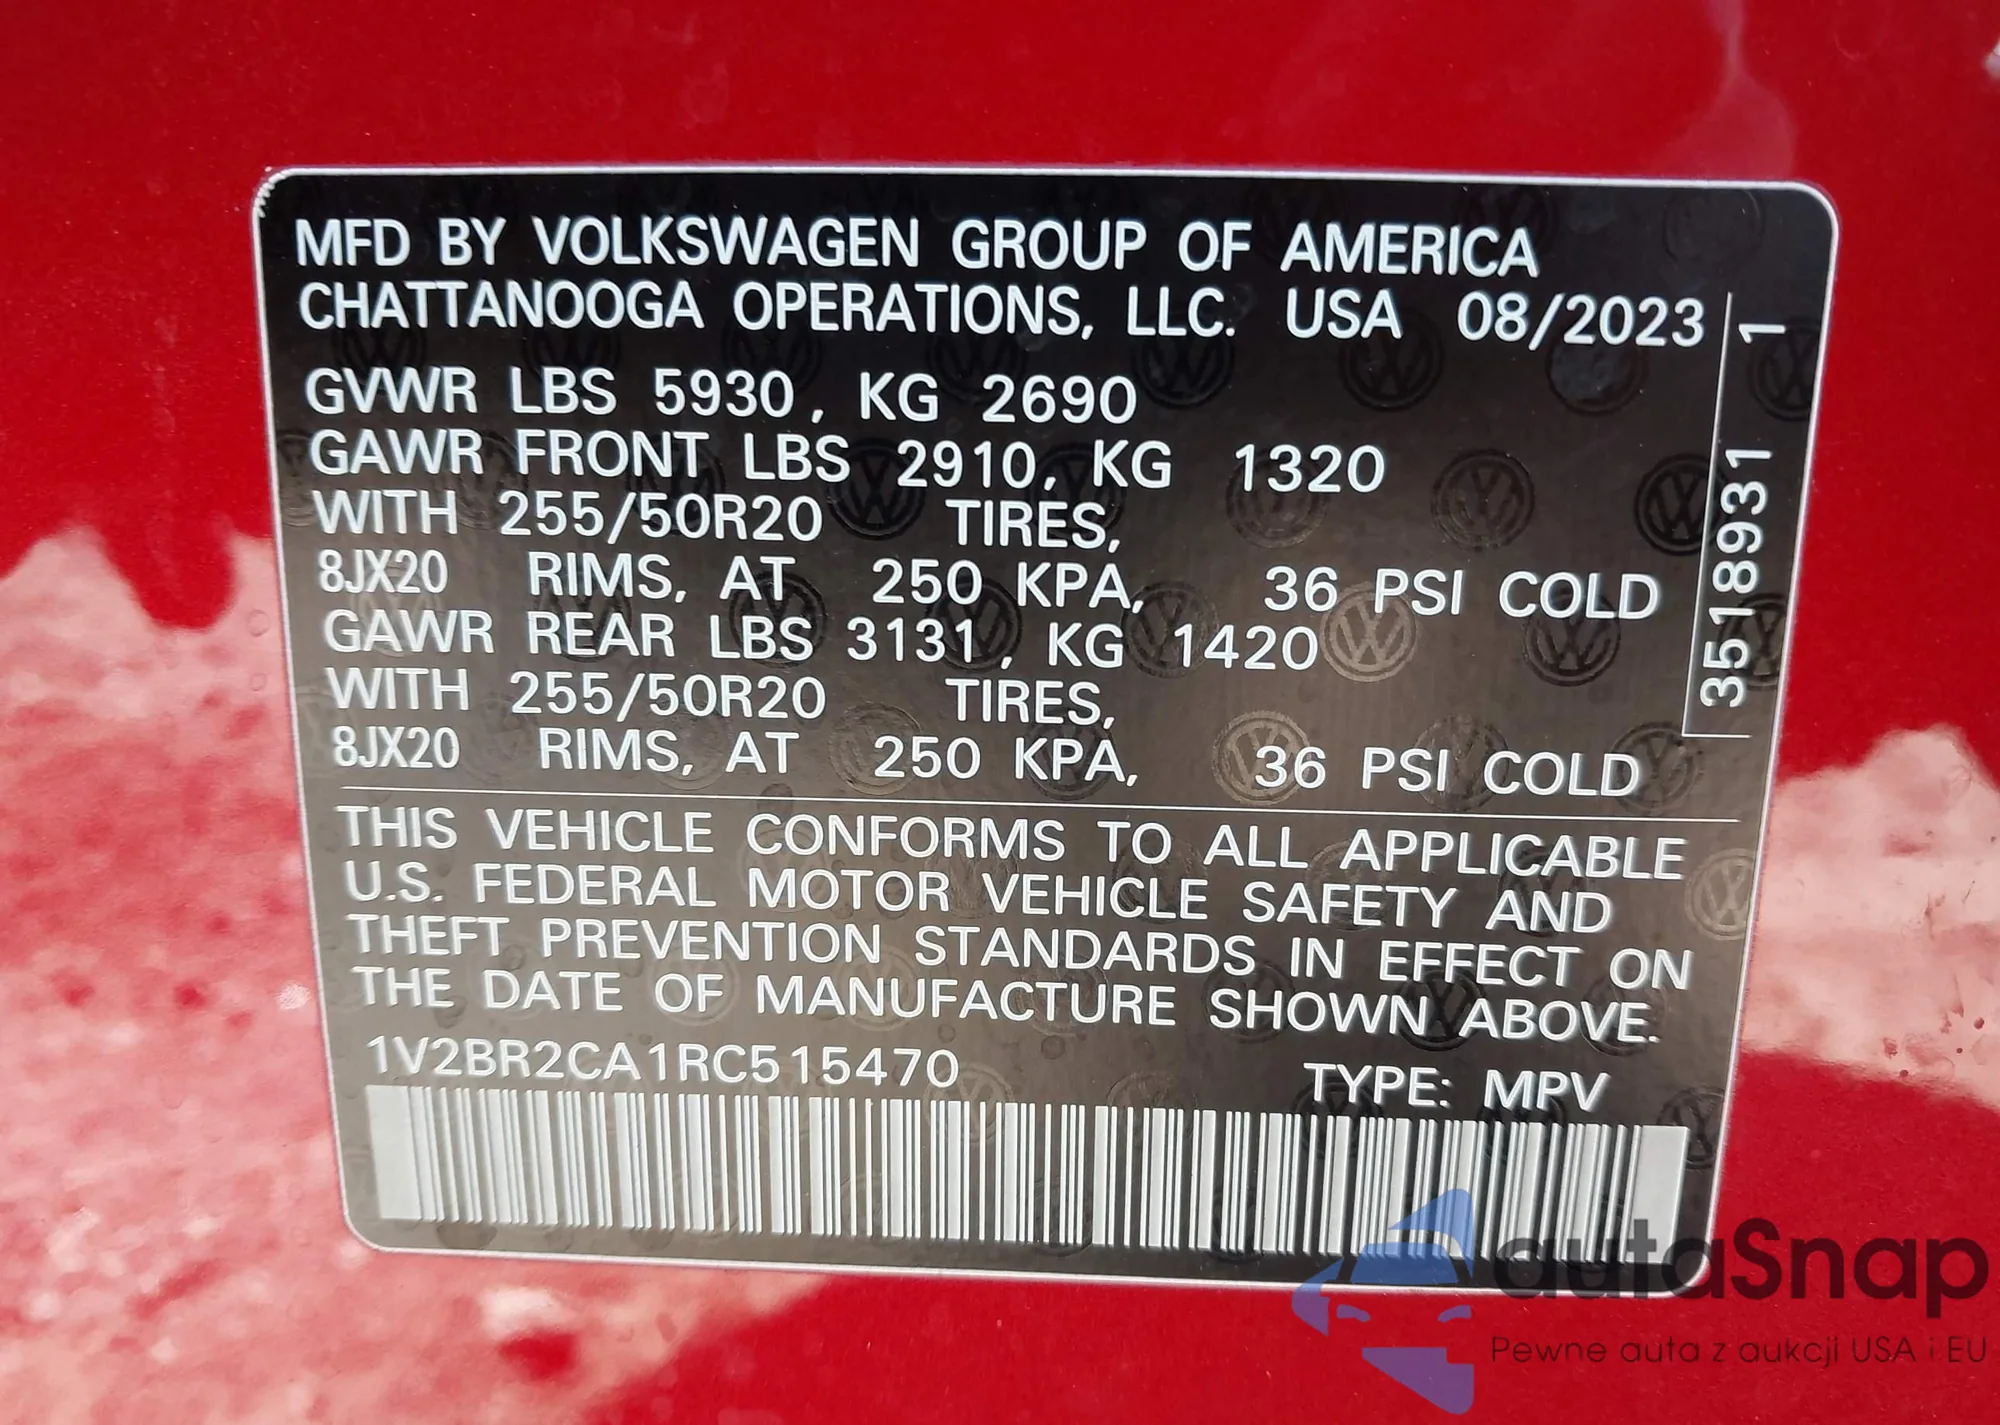 MFD BY VOLKSWAGEN GROUP OF AMERICA
CHATTANOOGA OPERATIONS, LLC. USA 08/2023
GVWR LBS 5930, KG 2690
GAWR FRONT LBS 2910, KG 1320
WITH 255/50R20 TIRES,
8JX20 RIMS, AT 250 KPA, 36 PSI COLD
GAWR REAR LBS 3131, KG 1420
WITH 255/50R20 TIRES,
8JX20 RIMS, AT 250 KPA, 36 PSI COLD
3518931 1
THIS VEHICLE CONFORMS TO ALL APPLICABLE
U.S. FEDERAL MOTOR VEHICLE SAFETY AND
THEFT PREVENTION STANDARDS IN EFFECT ON
THE DATE OF MANUFACTURE SHOWN ABOVE.
1V2BR2CA1RC515470 TYPE: MPV
autaSnap
Pewne auta z aukcji USA i EU